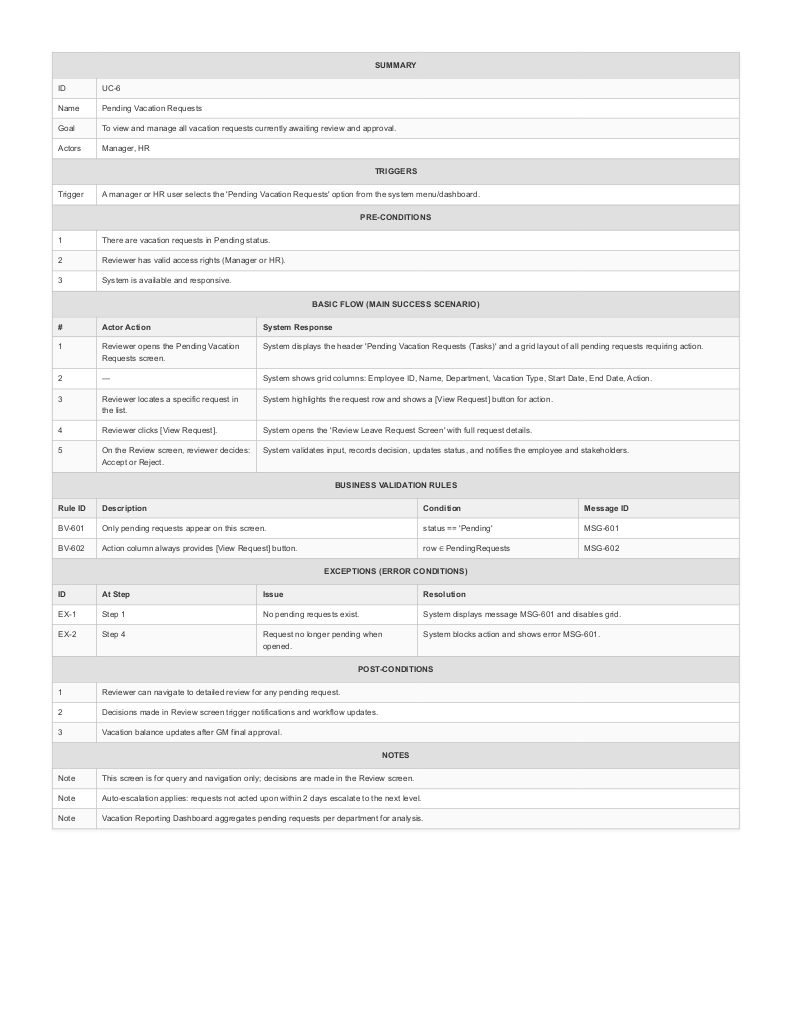 SUMMARY
ID UC-6
Name Pending Vacation Requests
Goal To view and manage all vacation requests currently awaiting review and approval.
Actors Manager, HR
TRIGGERS
Trigger A manager or HR user selects the 'Pending Vacation Requests' option from the system menu/dashboard.
PRE-CONDITIONS
1 There are vacation requests in Pending status.
2 Reviewer has valid access rights (Manager or HR).
3 System is available and responsive.
BASIC FLOW (MAIN SUCCESS SCENARIO)
# Actor Action System Response
1 Reviewer opens the Pending Vacation System displays the header 'Pending Vacation Requests (Tasks)' and a grid layout of all pending requests requiring action.
Requests screen.
2 — System shows grid columns: Employee ID, Name, Department, Vacation Type, Start Date, End Date, Action.
3 Reviewer locates a specific request in System highlights the request row and shows a [View Request] button for action.
the list.
4 Reviewer clicks [View Request]. System opens the 'Review Leave Request Screen' with full request details.
5 On the Review screen, reviewer decides: System validates input, records decision, updates status, and notifies the employee and stakeholders.
Accept or Reject.
BUSINESS VALIDATION RULES
Rule ID Description Condition Message ID
BV-601 Only pending requests appear on this screen. status == 'Pending' MSG-601
BV-602 Action column always provides [View Request] button. row ∈ PendingRequests MSG-602
EXCEPTIONS (ERROR CONDITIONS)
ID At Step Issue Resolution
EX-1 Step 1 No pending requests exist. System displays message MSG-601 and disables grid.
EX-2 Step 4 Request no longer pending when System blocks action and shows error MSG-601.
opened.
POST-CONDITIONS
1 Reviewer can navigate to detailed review for any pending request.
2 Decisions made in Review screen trigger notifications and workflow updates.
3 Vacation balance updates after GM final approval.
NOTES
Note This screen is for query and navigation only; decisions are made in the Review screen.
Note Auto-escalation applies: requests not acted upon within 2 days escalate to the next level.
Note Vacation Reporting Dashboard aggregates pending requests per department for analysis.